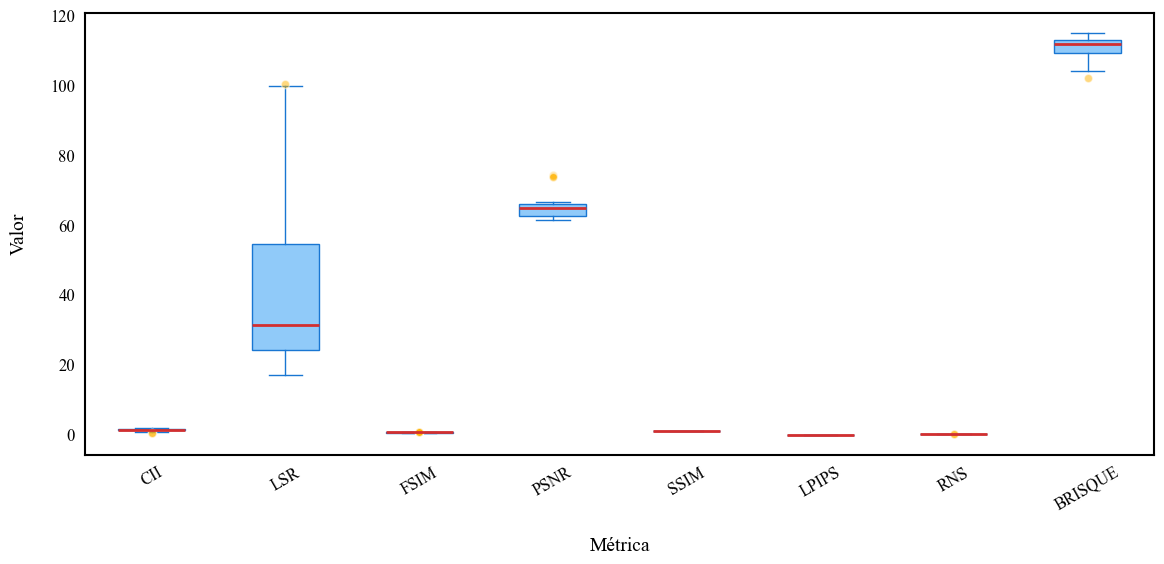 120
100
80
60
40
20
0
Valor
CII
LSR
FSIM
PSNR
SSIM
LPIPS
RNS
BRISQUE
Métrica